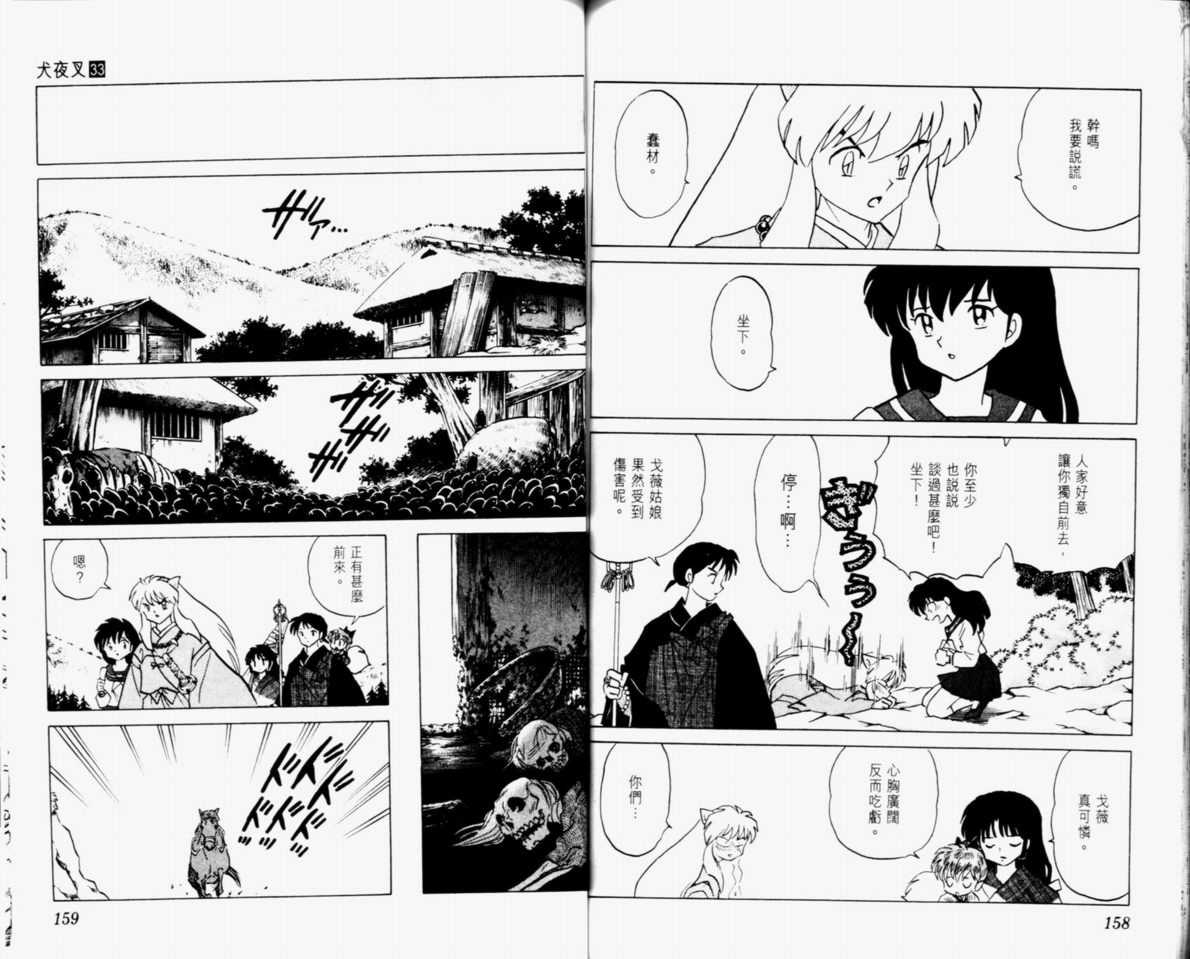 幹嗎
我要說謊。
蠢材。
坐下。
人家好意
讓你獨自前去，
你至少
也說說
談過甚麼吧！
坐下！
ぎうぅ～
停…啊…
戈薇姑娘
果然受到
傷害呢。
戈薇
真可憐。
心胸廣闊
反而吃虧。
你們…
158
犬夜叉33
ザァ…
ザザザ
正有甚麼
前來。
嗯？
ドドドドドド
159